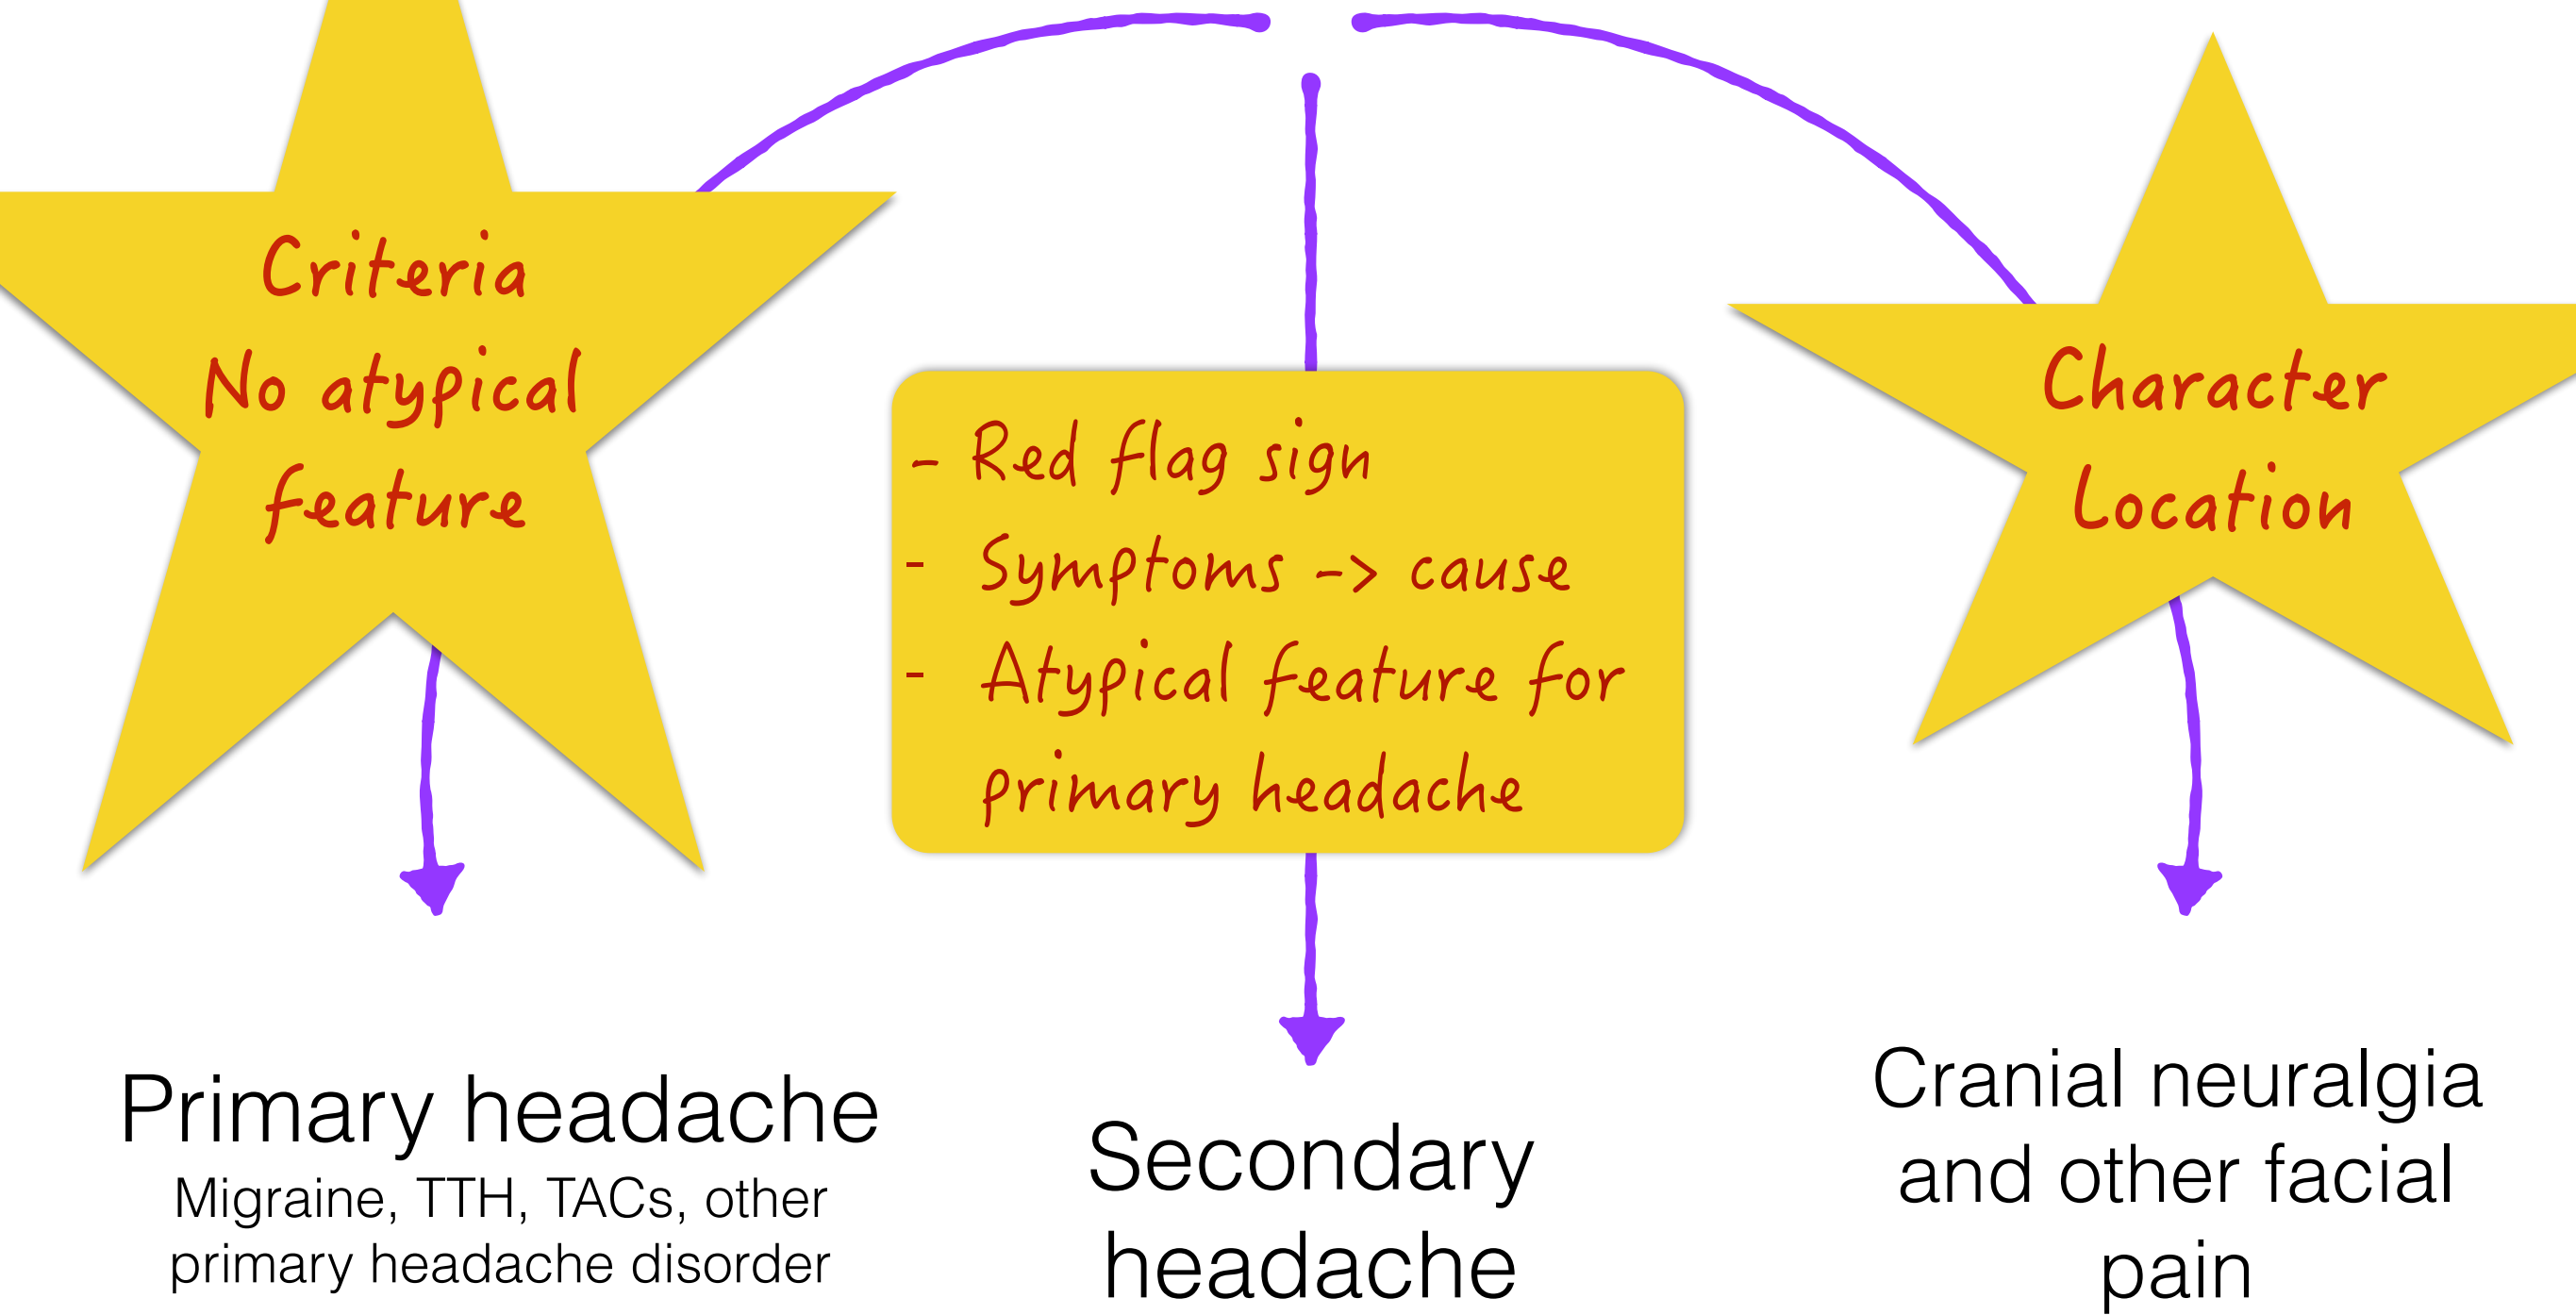 Criteria
No atypical
feature
- Red flag sign
- Symptoms -> cause
- Atypical feature for
primary headache
Character
Location
Primary headache
Migraine, TTH, TACs, other
primary headache disorder
Secondary
headache
Cranial neuralgia
and other facial
pain